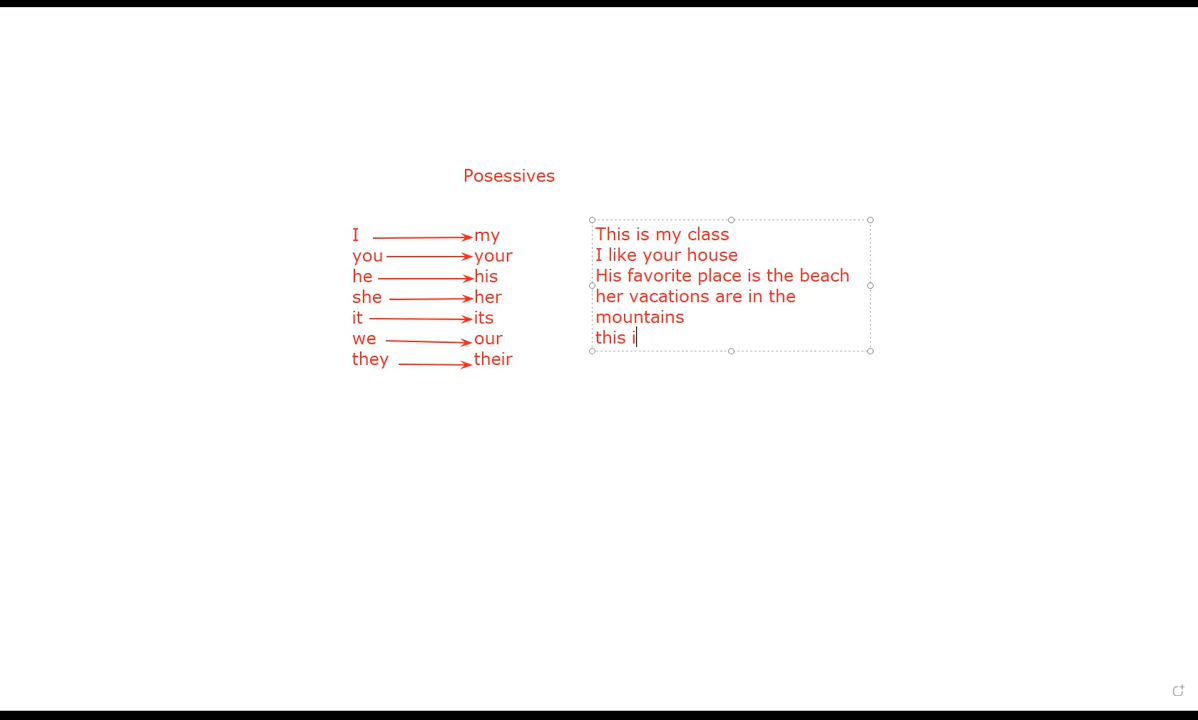 Posessives
I my
you your
he his
she her
it its
we our
they their
This is my class
I like your house
His favorite place is the beach
her vacations are in the
mountains
this i